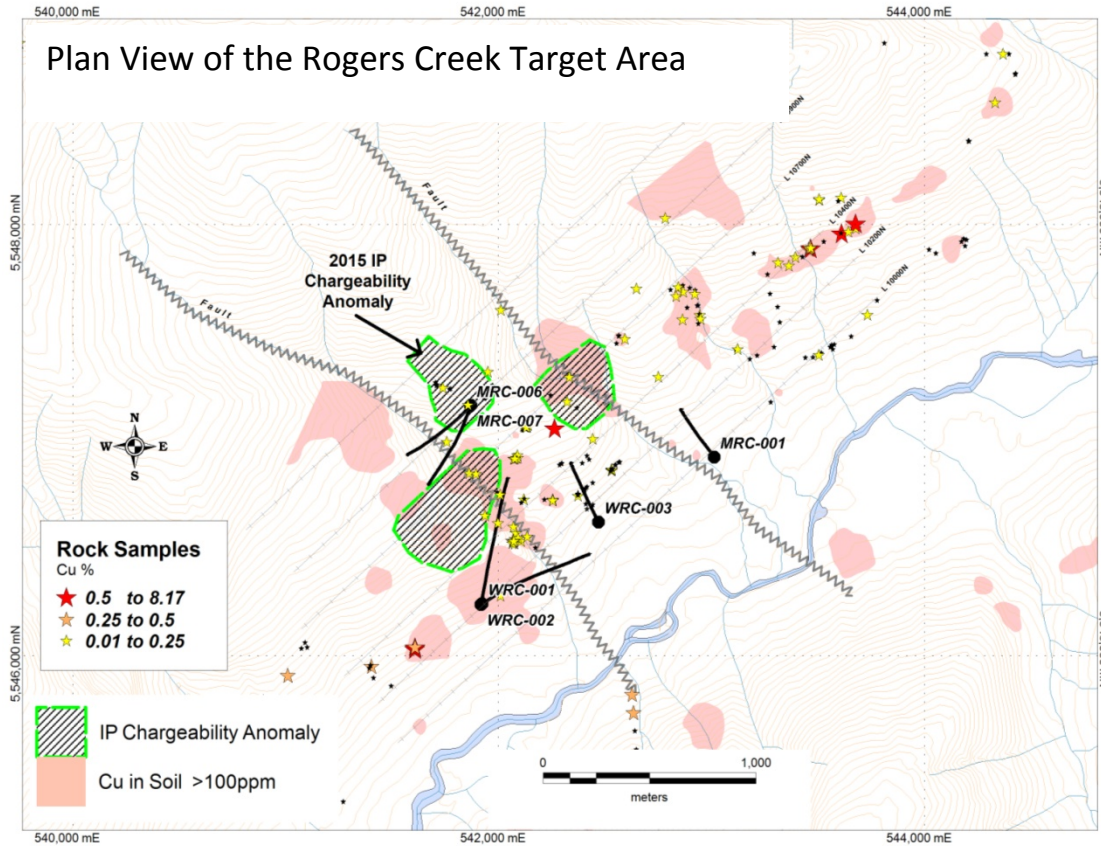 540,000 mE
542,000 mE
544,000 mE
Plan View of the Rogers Creek Target Area
L 10700N
L 10400N
L 10200N
L 10000N
5,548,000 mN
Fault
Fault
2015 IP
Chargeability
Anomaly
MRC-006
MRC-007
MRC-001
N
W E
S
WRC-003
WRC-001
WRC-002
Rock Samples
Cu %
0.5 to 8.17
0.25 to 0.5
0.01 to 0.25
5,546,000 mN
IP Chargeability Anomaly
Cu in Soil >100ppm
0 1,000
meters
540,000 mE
542,000 mE
544,000 mE